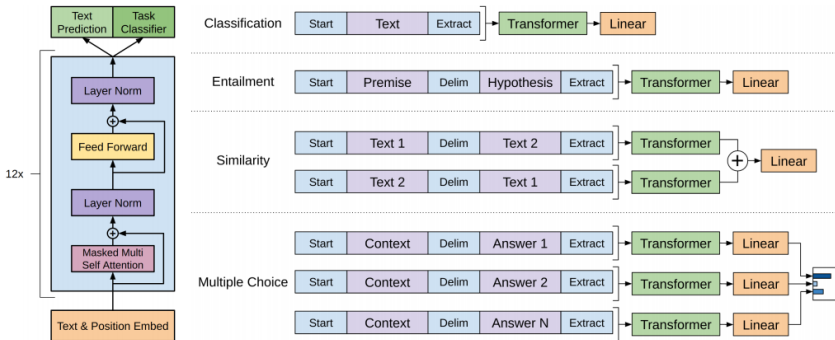 Text
Prediction
Task
Classifier
Layer Norm
Feed Forward
12x
Layer Norm
Masked Multi
Self Attention
Text & Position Embed
Classification
Start Text Extract Transformer Linear
Entailment
Start Premise Delim Hypothesis Extract Transformer Linear
Similarity
Start Text 1 Delim Text 2 Extract Transformer
Linear
Start Text 2 Delim Text 1 Extract Transformer
Multiple Choice
Start Context Delim Answer 1 Extract Transformer Linear
Start Context Delim Answer 2 Extract Transformer Linear
Start Context Delim Answer N Extract Transformer Linear